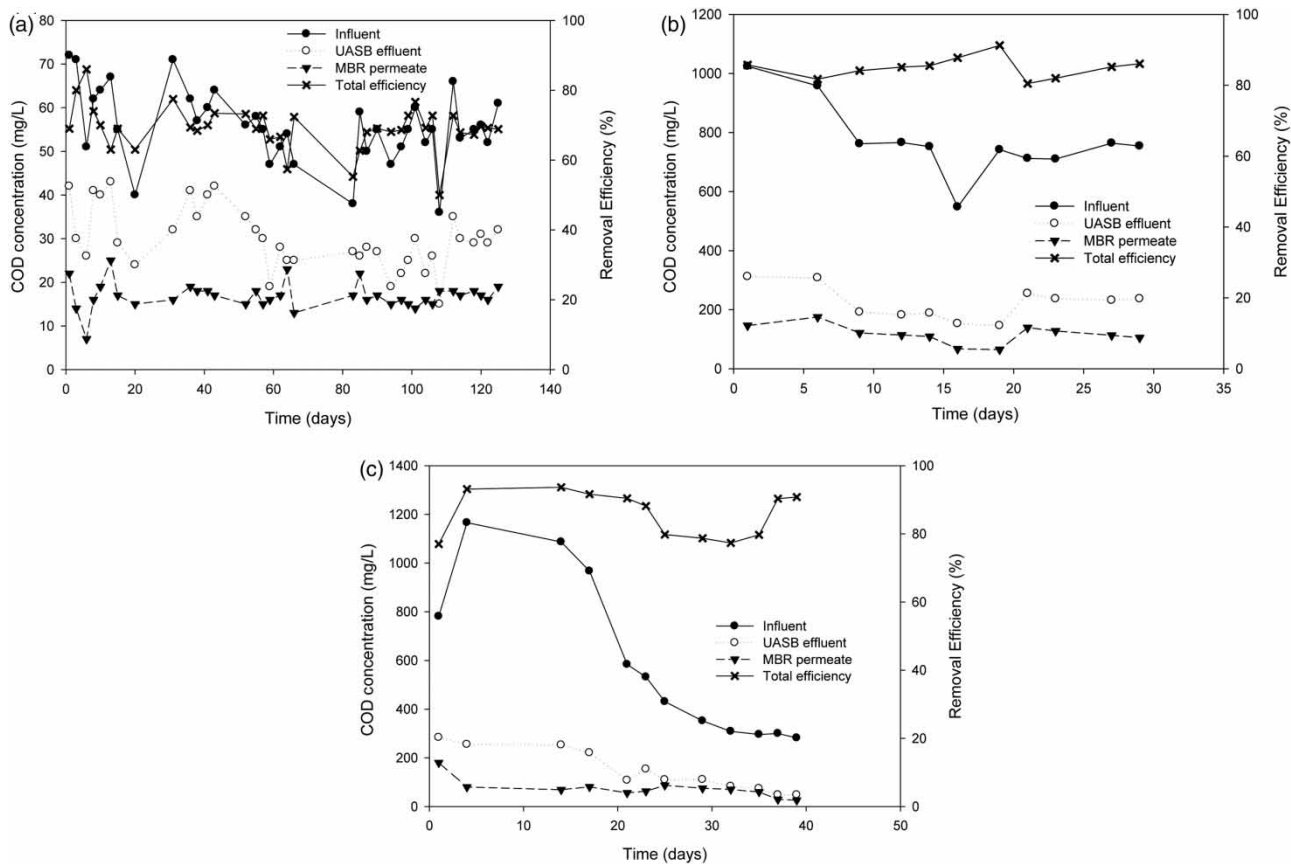 (a)
80
70
60
50
40
30
20
10
0
COD concentration (mg/L)
100
80
60
40
20
0
Removal Efficiency (%)
Influent
UASB effluent
MBR permeate
Total efficiency
0 20 40 60 80 100 120 140
Time (days)
(b)
1200
1000
800
600
400
200
0
COD concentration (mg/L)
100
80
60
40
20
0
Removal Efficiency (%)
Influent
UASB effluent
MBR permeate
Total efficiency
0 5 10 15 20 25 30 35
Time (days)
(c)
1400
1200
1000
800
600
400
200
0
COD concentration (mg/L)
100
80
60
40
20
0
Removal Efficiency (%)
Influent
UASB effluent
MBR permeate
Total efficiency
0 10 20 30 40 50
Time (days)